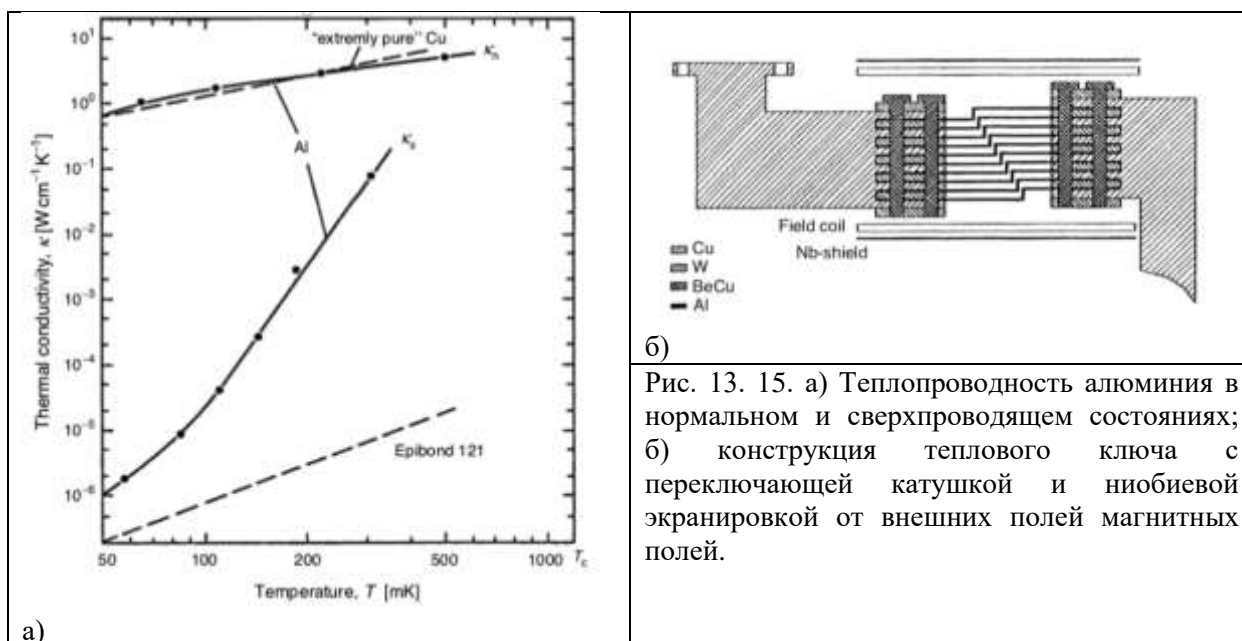 10¹
10⁰
10⁻¹
10⁻²
10⁻³
10⁻⁴
10⁻⁵
10⁻⁶
Thermal conductivity, κ [Wcm⁻¹K⁻¹]
"extremly pure" Cu
κₙ
Al
κₛ
Epibond 121
50 100 200 500 1000 T꜀
Temperature, T [mK]
а)
Field coil
Nb-shield
Cu
W
BeCu
Al
б)
Рис. 13. 15. а) Теплопроводность алюминия в
нормальном и сверхпроводящем состояниях;
б) конструкция теплового ключа с
переключающей катушкой и ниобиевой
экранировкой от внешних полей магнитных
полей.